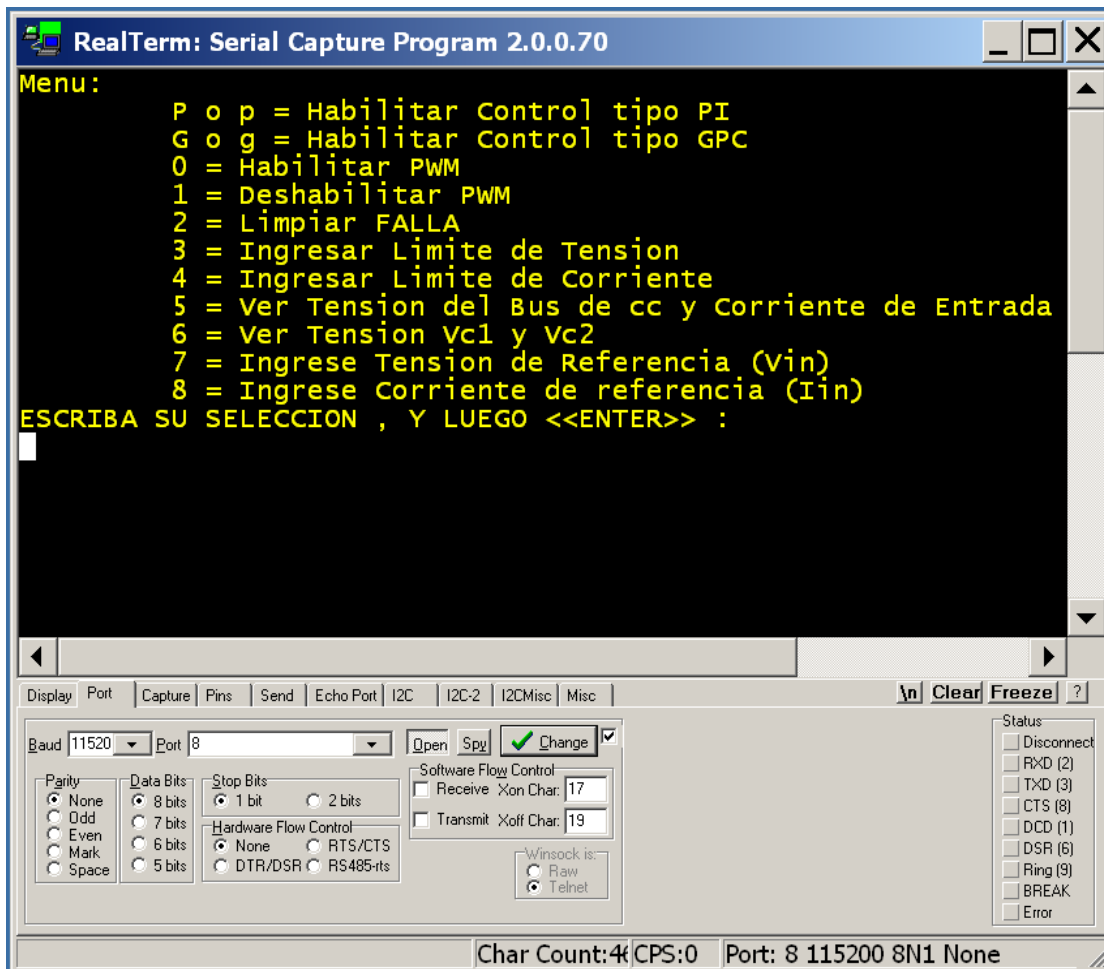 RealTerm: Serial Capture Program 2.0.0.70
Menu:
P o p = Habilitar Control tipo PI
G o g = Habilitar Control tipo GPC
0 = Habilitar PWM
1 = Deshabilitar PWM
2 = Limpiar FALLA
3 = Ingresar Limite de Tension
4 = Ingresar Limite de Corriente
5 = Ver Tension del Bus de cc y Corriente de Entrada
6 = Ver Tension Vc1 y Vc2
7 = Ingrese Tension de Referencia (Vin)
8 = Ingrese Corriente de referencia (Iin)
ESCRIBA SU SELECCION , Y LUEGO <<ENTER>> :
Display Port Capture Pins Send Echo Port I2C I2C-2 I2CMisc Misc \n Clear Freeze ?
Baud 11520 Port 8 Open Spy Change
Parity
None
Odd
Even
Mark
Space
Data Bits
8 bits
7 bits
6 bits
5 bits
Stop Bits
1 bit 2 bits
Hardware Flow Control
None RTS/CTS
DTR/DSR RS485-rts
Software Flow Control
Receive Xon Char: 17
Transmit Xoff Char: 19
Winsock is:
Raw
Telnet
Status
Disconnect
RXD (2)
TXD (3)
CTS (8)
DCD (1)
DSR (6)
Ring (9)
BREAK
Error
Char Count:46 CPS:0 Port: 8 115200 8N1 None